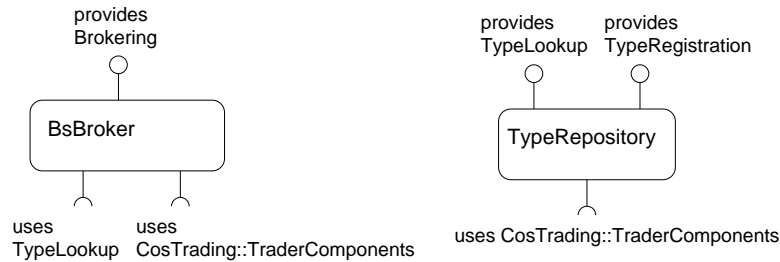 provides
Brokering
BsBroker
uses
TypeLookup
uses
CosTrading::TraderComponents
provides
TypeLookup
provides
TypeRegistration
TypeRepository
uses CosTrading::TraderComponents